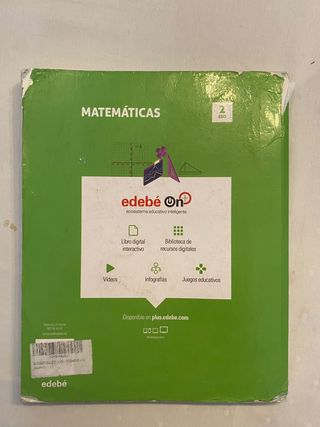 MATEMÁTICAS
2
ESO
edebé On+
ecosistema educativo inteligente
Libro digital
interactivo
Biblioteca de
recursos digitales
Vídeos
Infografías
Juegos educativos
Disponible en plus.edebe.com
edebé